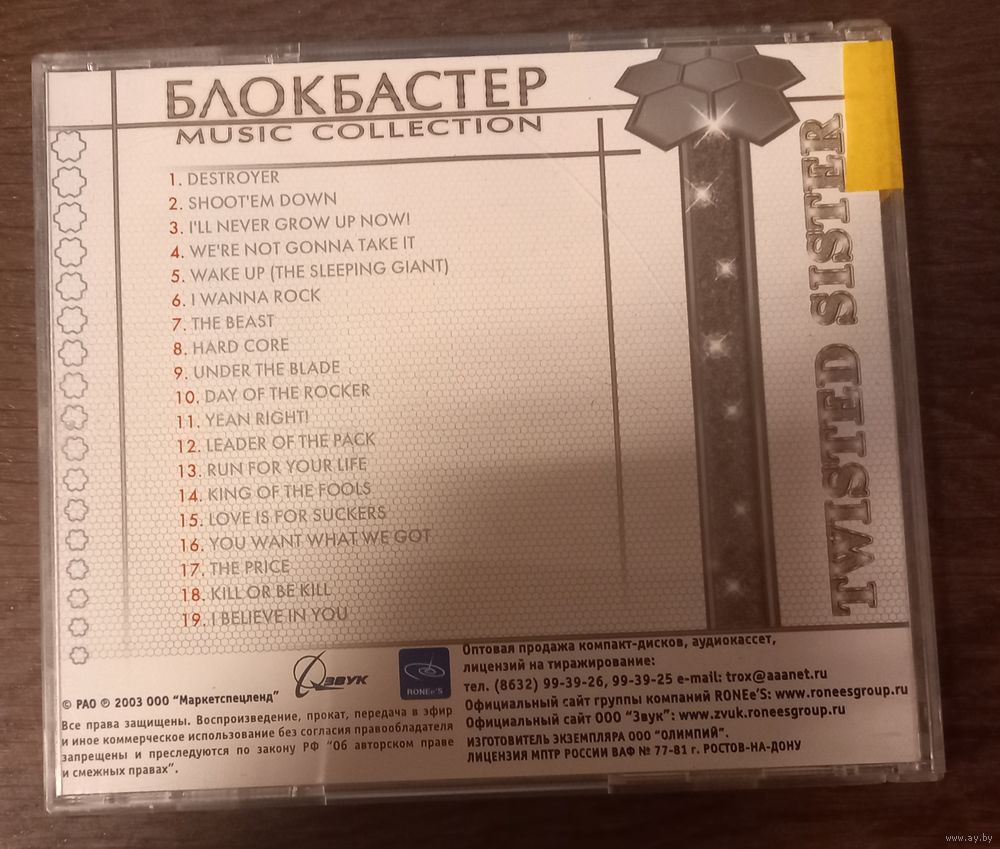 БЛОКБАСТЕР
MUSIC COLLECTION
1. DESTROYER
2. SHOOT'EM DOWN
3. I'LL NEVER GROW UP NOW!
4. WE'RE NOT GONNA TAKE IT
5. WAKE UP (THE SLEEPING GIANT)
6. I WANNA ROCK
7. THE BEAST
8. HARD CORE
9. UNDER THE BLADE
10. DAY OF THE ROCKER
11. YEAN RIGHT!
12. LEADER OF THE PACK
13. RUN FOR YOUR LIFE
14. KING OF THE FOOLS
15. LOVE IS FOR SUCKERS
16. YOU WANT WHAT WE GOT
17. THE PRICE
18. KILL OR BE KILL
19. I BELIEVE IN YOU
TWISTED SISTER
ЗВУК
RONEe'S
© РАО ℗ 2003 ООО "Маркетспецленд"
Все права защищены. Воспроизведение, прокат, передача в эфир
и иное коммерческое использование без согласия правообладателя
запрещены и преследуются по закону РФ "Об авторском праве
и смежных правах".
Оптовая продажа компакт-дисков, аудиокассет,
лицензий на тиражирование:
тел. (8632) 99-39-26, 99-39-25 e-mail: trox@aaanet.ru
Официальный сайт группы компаний RONEe'S: www.roneesgroup.ru
Официальный сайт ООО "Звук": www.zvuk.roneesgroup.ru
ИЗГОТОВИТЕЛЬ ЭКЗЕМПЛЯРА ООО "ОЛИМПИЙ".
ЛИЦЕНЗИЯ МПТР РОССИИ ВАФ № 77-81 г. РОСТОВ-НА-ДОНУ
www.ay.by